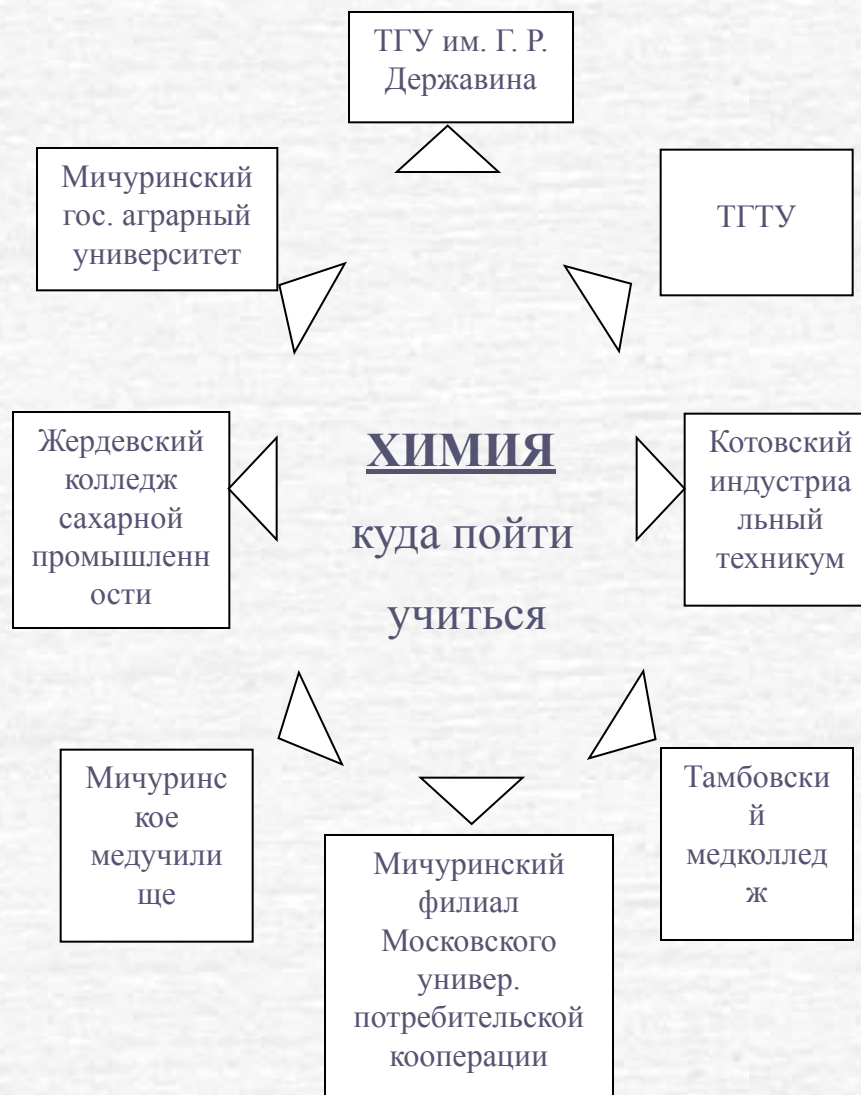 ТГУ им. Г. Р.
Державина
Мичуринский
гос. аграрный
университет
ТГТУ
Жердевский
колледж
сахарной
промышленн
ости
ХИМИЯ
куда пойти
учиться
Котовский
индустриа
льный
техникум
Мичуринс
кое
медучили
ще
Мичуринский
филиал
Московского
универ.
потребительской
кооперации
Тамбовски
й
медколлед
ж